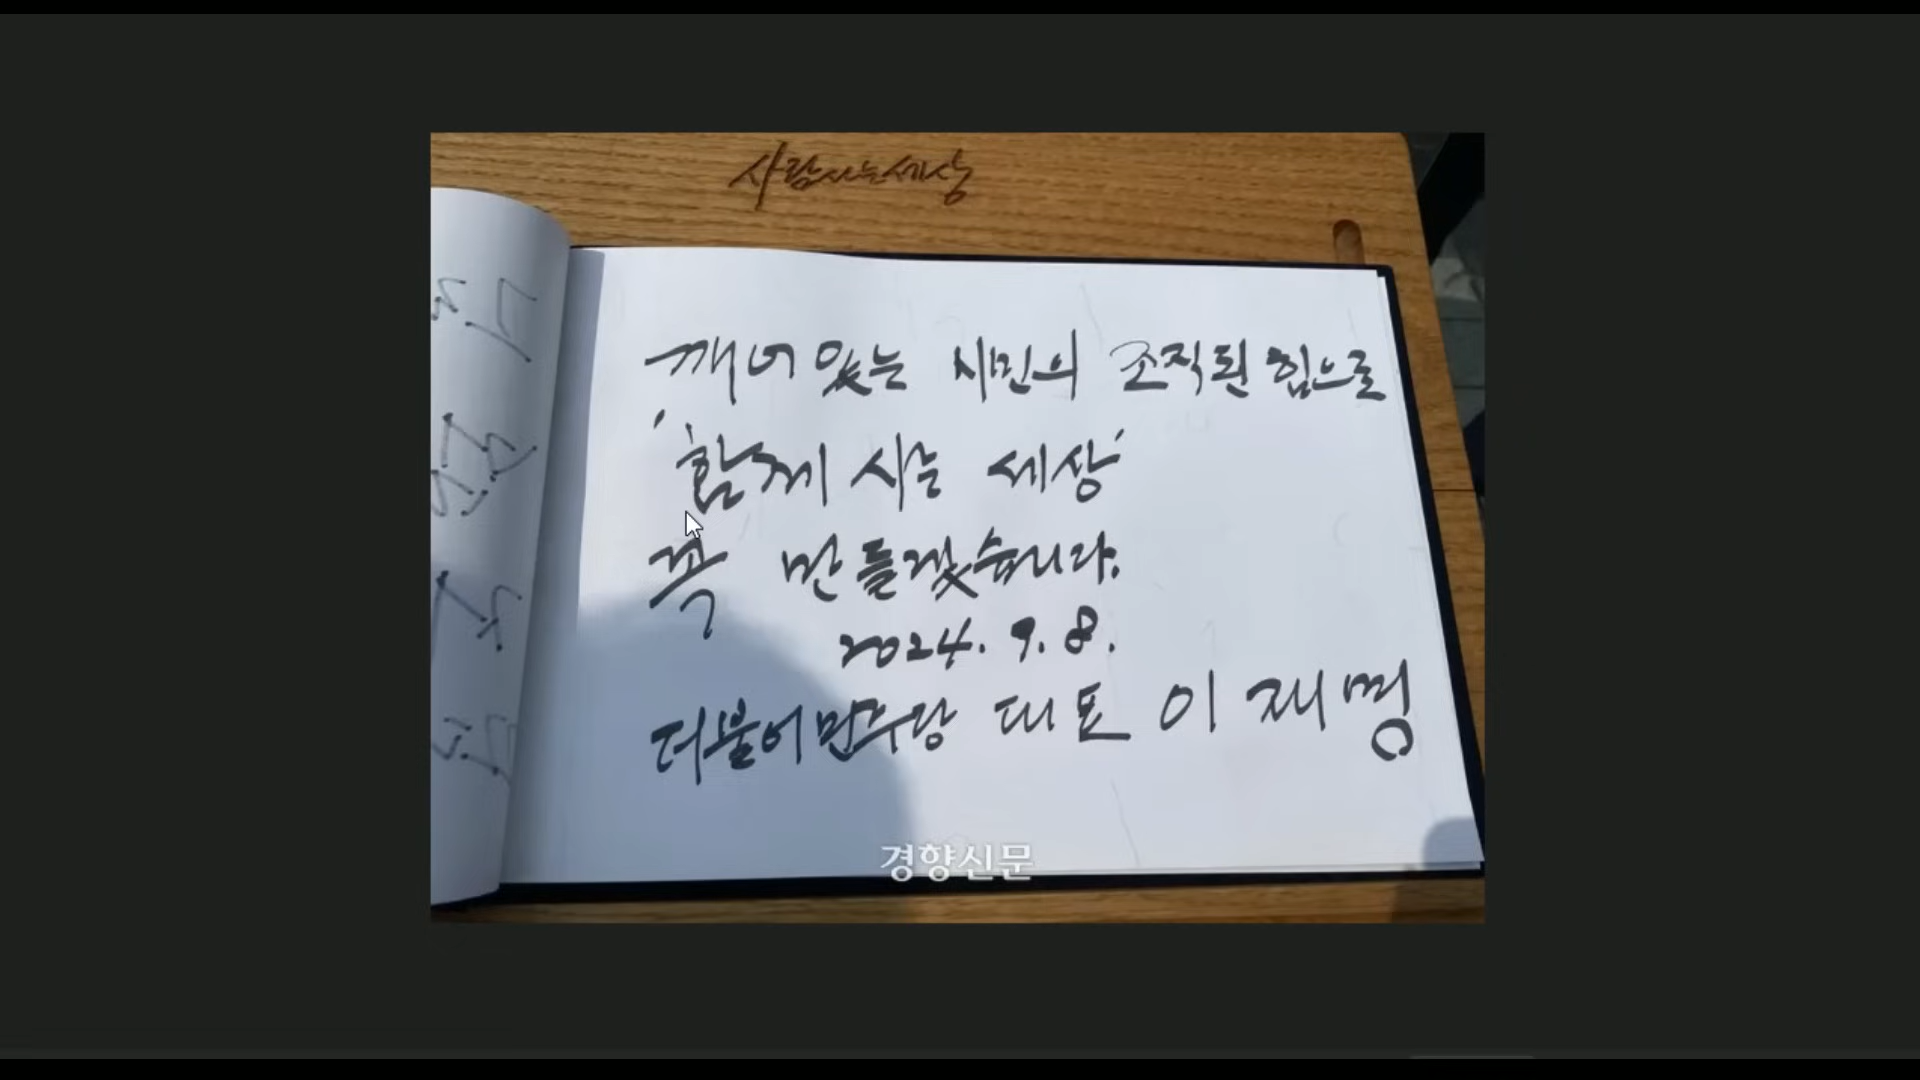 사람사는세상
깨어있는 시민의 조직된 힘으로
'함께 사는 세상'
꼭 만들겠습니다.
2024. 9. 8.
더불어민주당 대표 이재명
경향신문